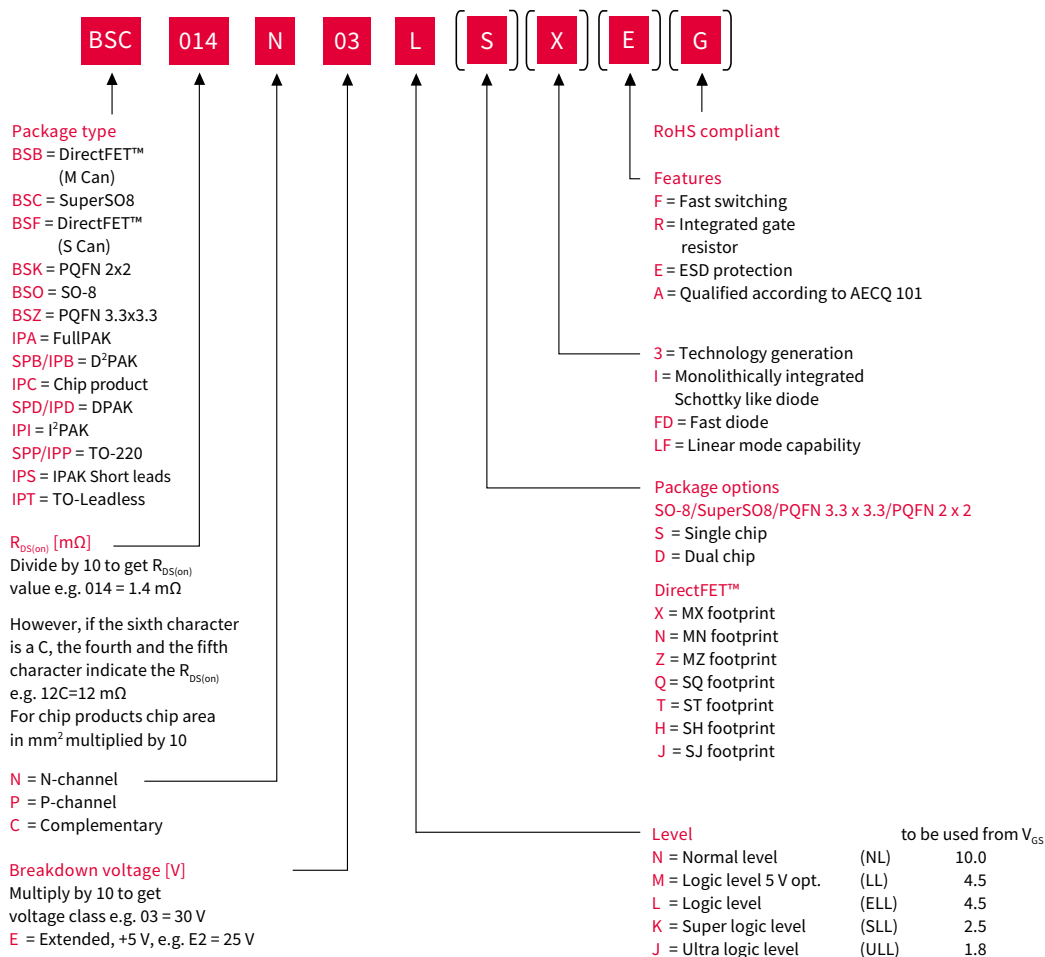 BSC 014 N 03 L S X E G
Package type
BSB = DirectFET™
(M Can)
BSC = SuperSO8
BSF = DirectFET™
(S Can)
BSK = PQFN 2x2
BSO = SO-8
BSZ = PQFN 3.3x3.3
IPA = FullPAK
SPB/IPB = D²PAK
IPC = Chip product
SPD/IPD = DPAK
IPI = I²PAK
SPP/IPP = TO-220
IPS = IPAK Short leads
IPT = TO-Leadless
R_DS(on) [mΩ]
Divide by 10 to get R_DS(on)
value e.g. 014 = 1.4 mΩ
However, if the sixth character
is a C, the fourth and the fifth
character indicate the R_DS(on)
e.g. 12C=12 mΩ
For chip products chip area
in mm² multiplied by 10
N = N-channel
P = P-channel
C = Complementary
Breakdown voltage [V]
Multiply by 10 to get
voltage class e.g. 03 = 30 V
E = Extended, +5 V, e.g. E2 = 25 V
RoHS compliant
Features
F = Fast switching
R = Integrated gate
resistor
E = ESD protection
A = Qualified according to AECQ 101
3 = Technology generation
I = Monolithically integrated
Schottky like diode
FD = Fast diode
LF = Linear mode capability
Package options
SO-8/SuperSO8/PQFN 3.3 x 3.3/PQFN 2 x 2
S = Single chip
D = Dual chip
DirectFET™
X = MX footprint
N = MN footprint
Z = MZ footprint
Q = SQ footprint
T = ST footprint
H = SH footprint
J = SJ footprint
Level to be used from V_GS
N = Normal level (NL) 10.0
M = Logic level 5 V opt. (LL) 4.5
L = Logic level (ELL) 4.5
K = Super logic level (SLL) 2.5
J = Ultra logic level (ULL) 1.8